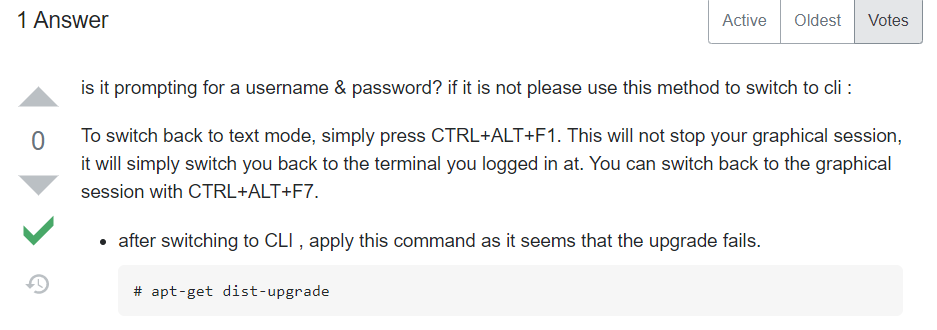 1 Answer
Active Oldest Votes
is it prompting for a username & password? if it is not please use this method to switch to cli :
0
To switch back to text mode, simply press CTRL+ALT+F1. This will not stop your graphical session,
it will simply switch you back to the terminal you logged in at. You can switch back to the graphical
session with CTRL+ALT+F7.
• after switching to CLI , apply this command as it seems that the upgrade fails.
# apt-get dist-upgrade